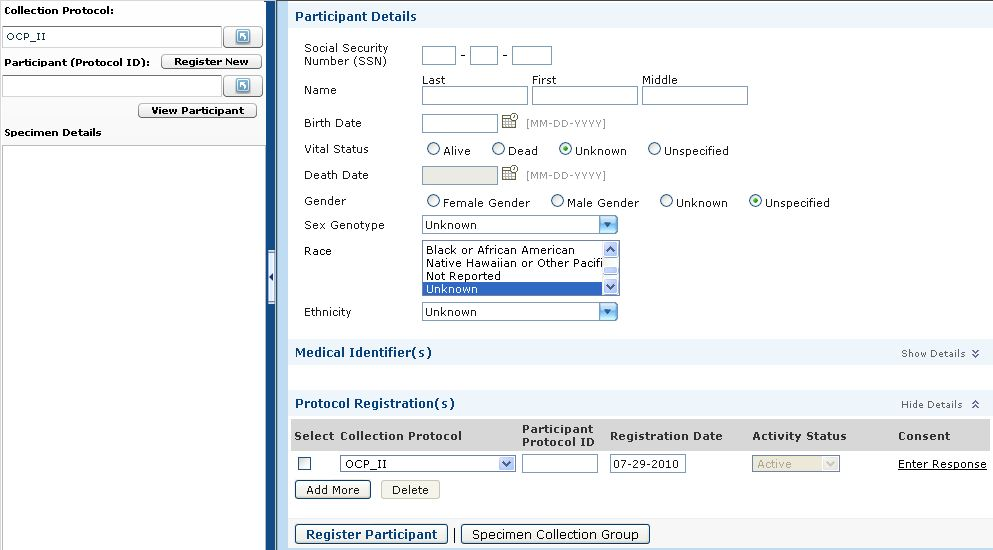 Collection Protocol:
OCP_II
Participant (Protocol ID): Register New
View Participant
Specimen Details
Participant Details
Social Security
Number (SSN) - -
Last First Middle
Name
Birth Date [MM-DD-YYYY]
Vital Status Alive Dead Unknown Unspecified
Death Date [MM-DD-YYYY]
Gender Female Gender Male Gender Unknown Unspecified
Sex Genotype Unknown
Race Black or African American
Native Hawaiian or Other Pacifi
Not Reported
Unknown
Ethnicity Unknown
Medical Identifier(s) Show Details
Protocol Registration(s) Hide Details
Select Collection Protocol Participant Protocol ID Registration Date Activity Status Consent
OCP_II 07-29-2010 Active Enter Response
Add More Delete
Register Participant | Specimen Collection Group